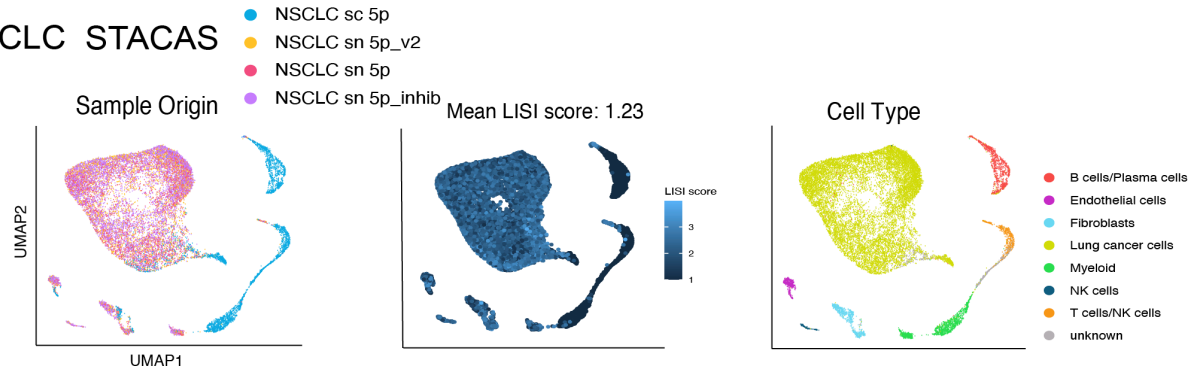 CLC STACAS
NSCLC sc 5p
NSCLC sn 5p_v2
NSCLC sn 5p
NSCLC sn 5p_inhib
Sample Origin
UMAP2
UMAP1
Mean LISI score: 1.23
LISI score
3
2
1
Cell Type
B cells/Plasma cells
Endothelial cells
Fibroblasts
Lung cancer cells
Myeloid
NK cells
T cells/NK cells
unknown